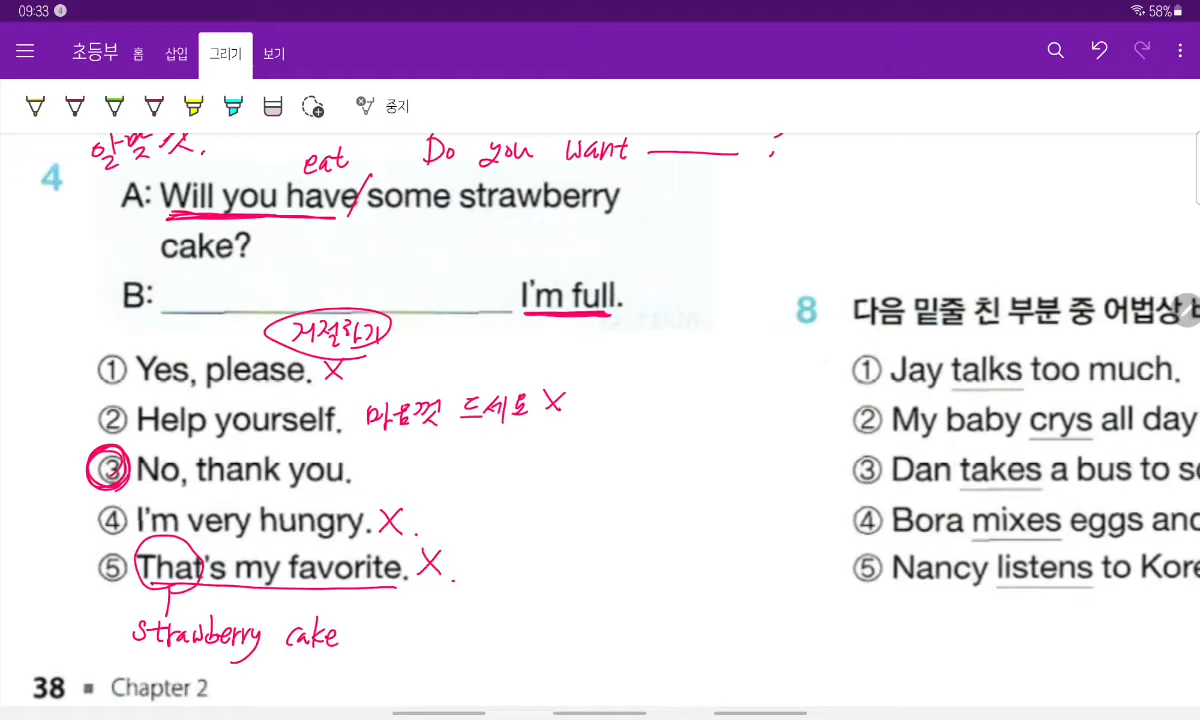 09:33 4 58%
초등부 홈 삽입 그리기 보기
중지
알맞 것. eat Do you want ______ ?
4
A: Will you have some strawberry
cake?
B: ______ I'm full.
거절하기
① Yes, please. X
② Help yourself. 마음껏 드세요 X
③ No, thank you.
④ I'm very hungry. X.
⑤ That's my favorite. X.
strawberry cake
38 ■ Chapter 2
8 다음 밑줄 친 부분 중 어법상
① Jay talks too much.
② My baby crys all day
③ Dan takes a bus to
④ Bora mixes eggs and
⑤ Nancy listens to